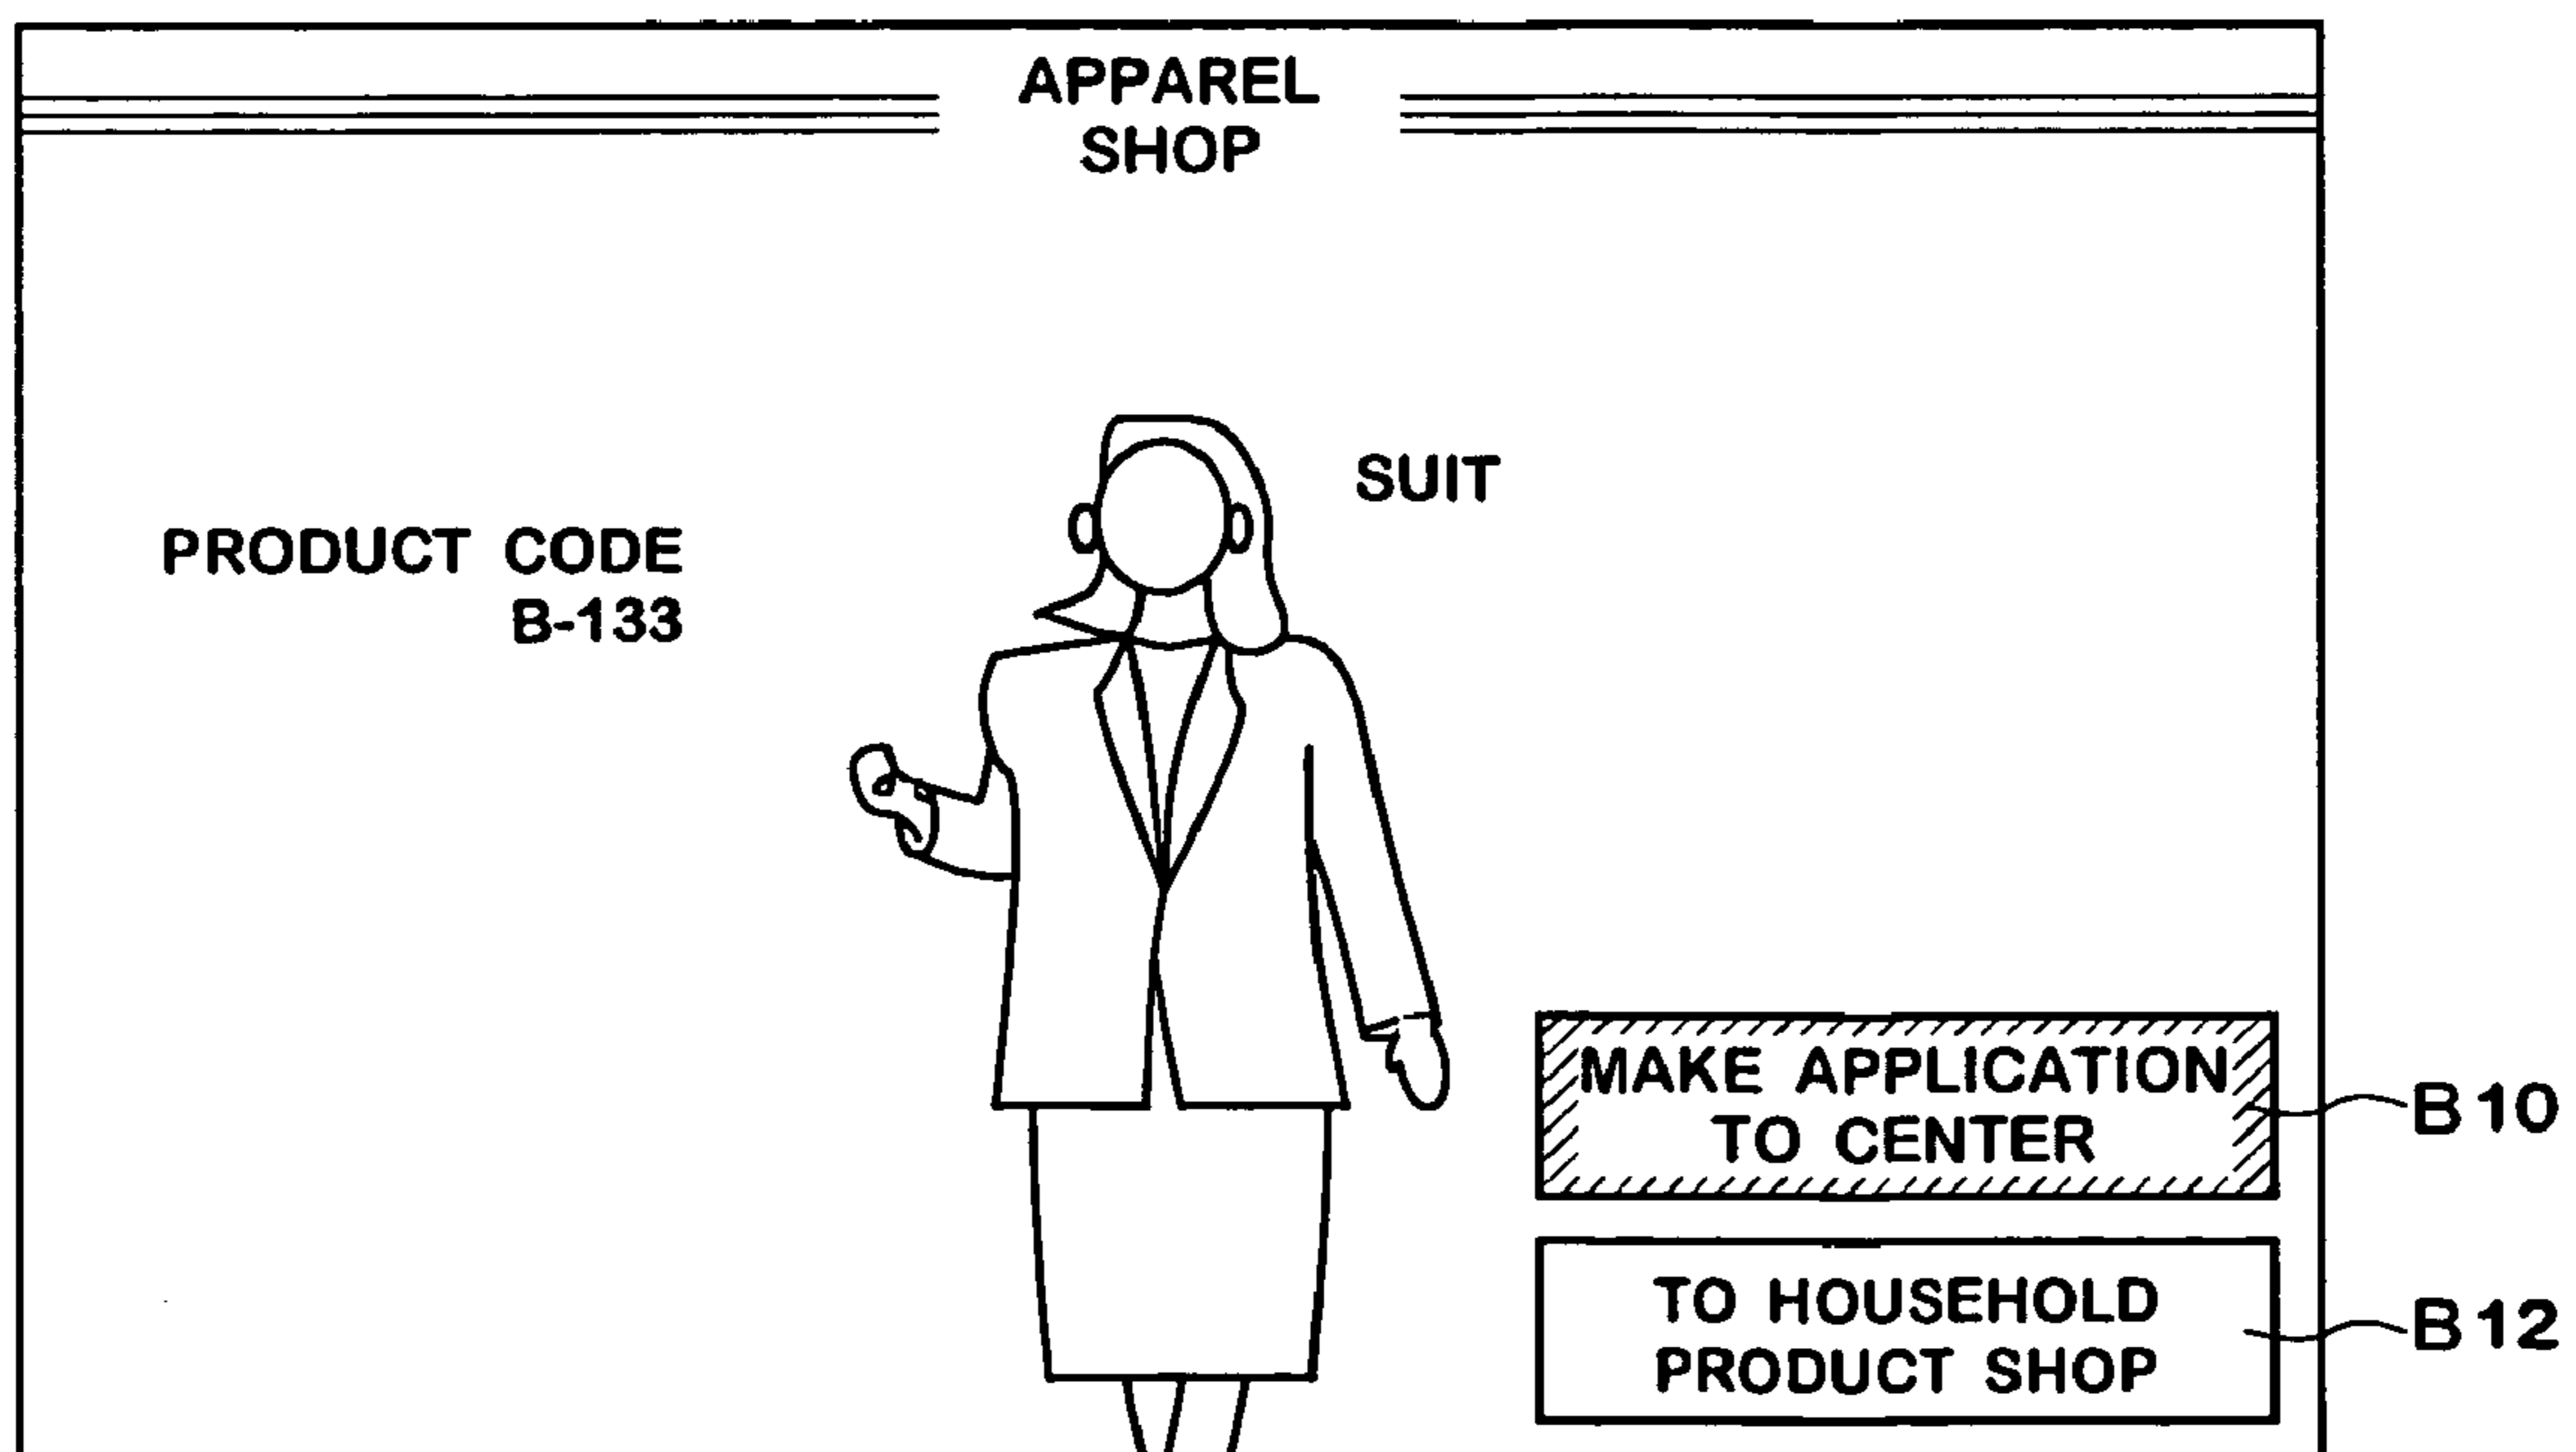 APPAREL
SHOP
SUIT
PRODUCT CODE
B-133
MAKE APPLICATION
TO CENTER
B10
TO HOUSEHOLD
PRODUCT SHOP
B12